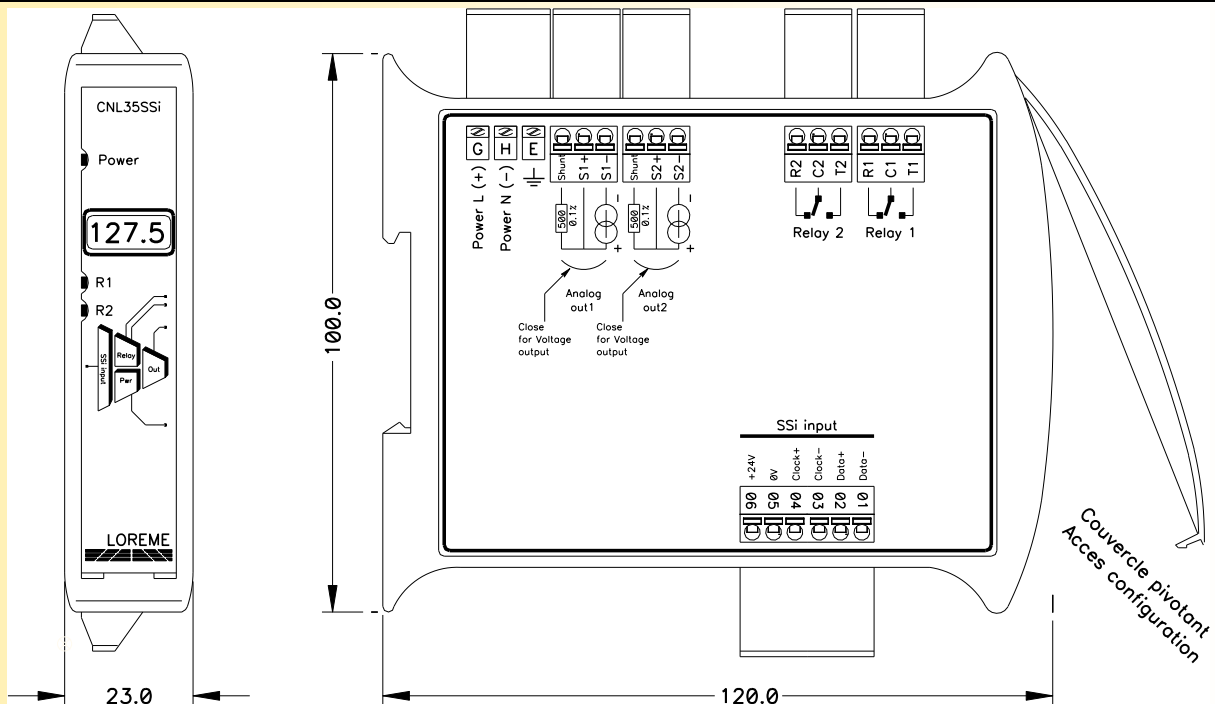 CNL35SSi
Power
127.5
R1
R2
SSi input
Relay
Pwr
Out
LOREME
23.0
100.0
G H E
Power L (+)
Power N (-)
Shunt S1+ S1-
Shunt S2+ S2-
500
0.1%
-
+
500
0.1%
-
+
Analog
out1
Analog
out2
Close
for Voltage
output
Close
for Voltage
output
R2 C2 T2
R1 C1 T1
Relay 2
Relay 1
SSi input
+24V 0V Clock+ Clock- Data+ Data-
06 05 04 03 02 01
Couvercle pivotant
Acces configuration
120.0